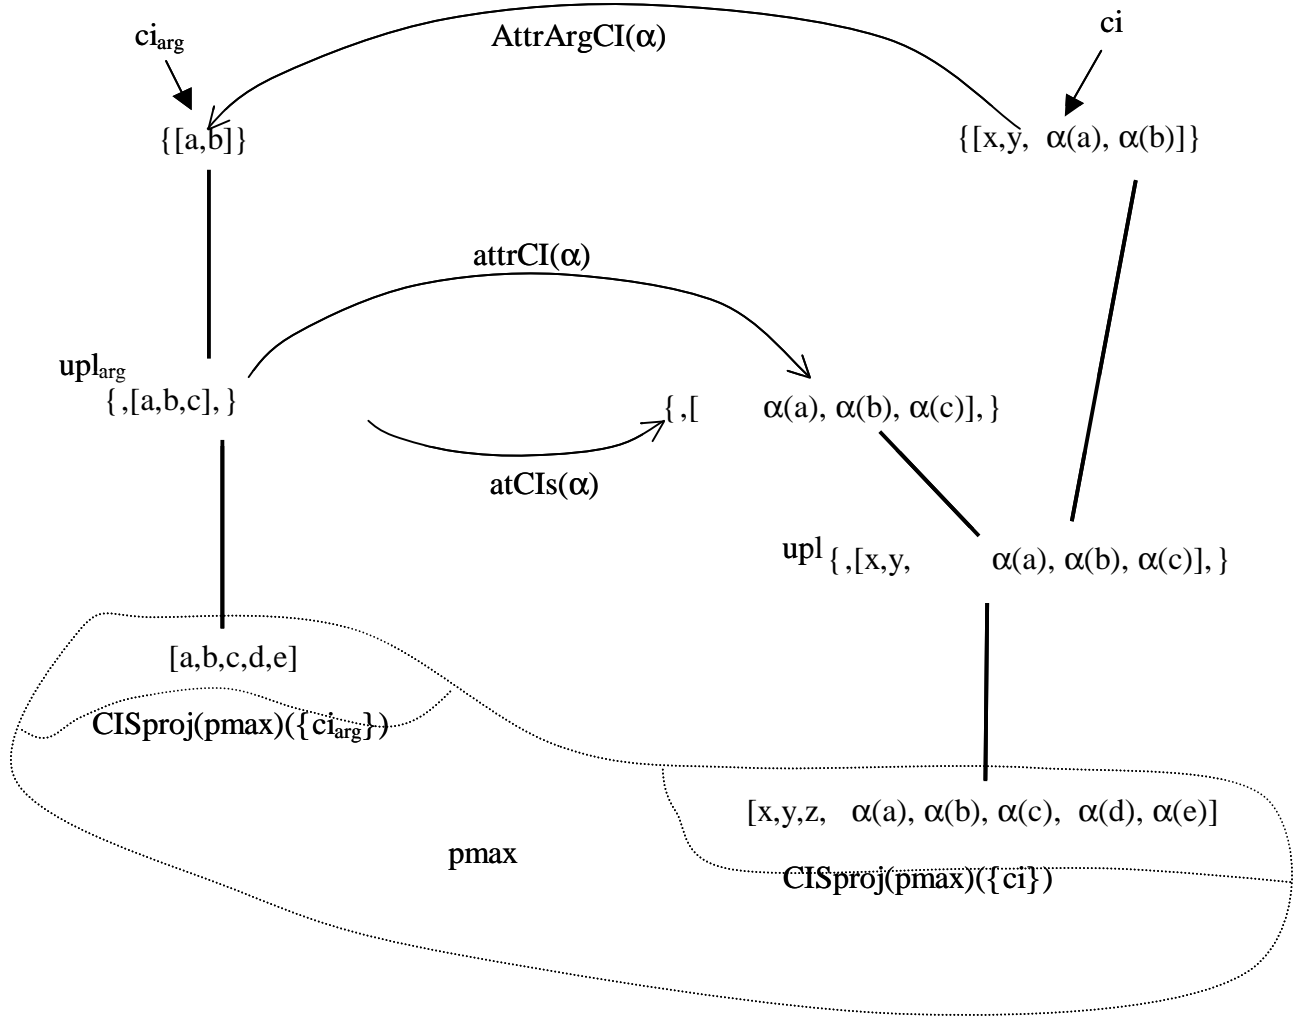 AttrArgCI(α)
ci_arg
ci
{[a,b]}
{[x,y, α(a), α(b)]}
attrCI(α)
upl_arg
{,[a,b,c],}
{,[ α(a), α(b), α(c)],}
atCIs(α)
upl {,[x,y, α(a), α(b), α(c)],}
[a,b,c,d,e]
CISproj(pmax)({ci_arg})
[x,y,z, α(a), α(b), α(c), α(d), α(e)]
pmax
CISproj(pmax)({ci})